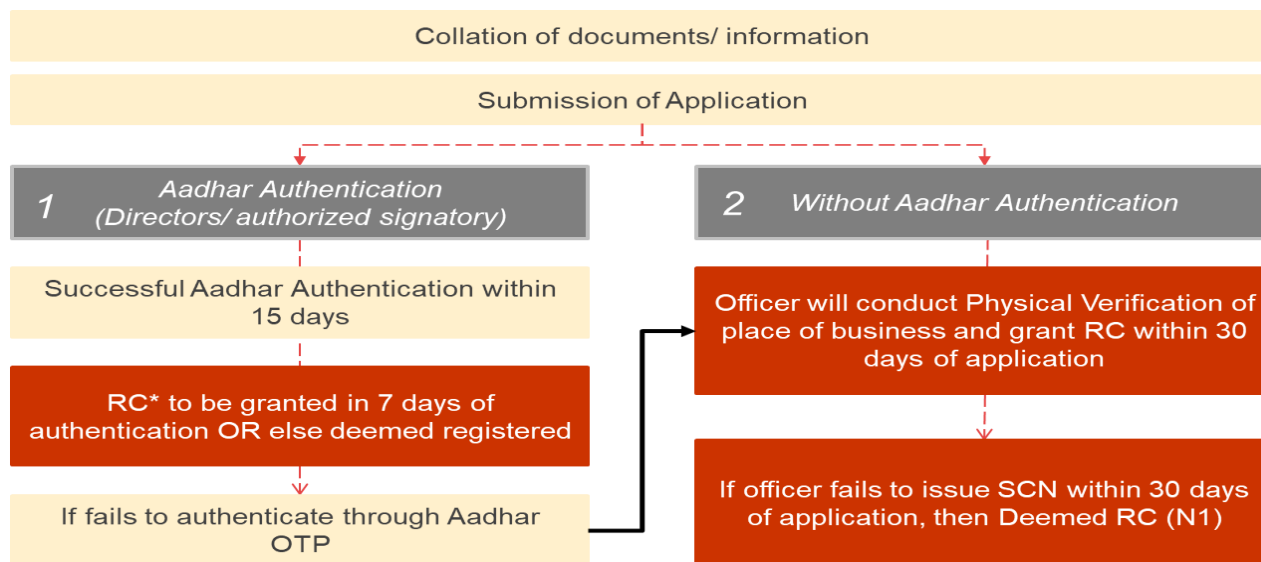 Collation of documents/ information
Submission of Application
1
Aadhar Authentication
(Directors/ authorized signatory)
Successful Aadhar Authentication within
15 days
RC* to be granted in 7 days of
authentication OR else deemed registered
If fails to authenticate through Aadhar
OTP
2
Without Aadhar Authentication
Officer will conduct Physical Verification of
place of business and grant RC within 30
days of application
If officer fails to issue SCN within 30 days
of application, then Deemed RC (N1)